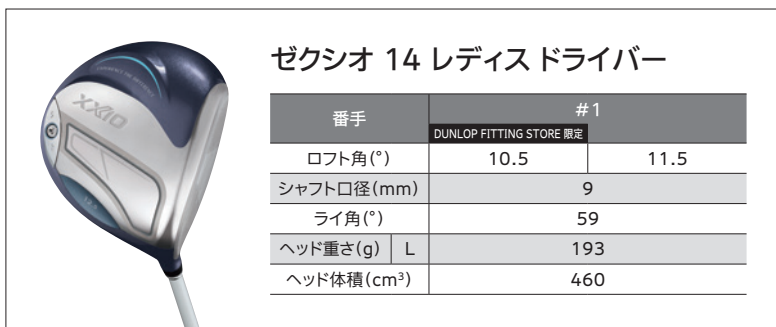 ゼクシオ 14 レディス ドライバー
XXIO
番手 #1
DUNLOP FITTING STORE 限定
ロフト角(°) 10.5 11.5
シャフト口径(mm) 9
ライ角(°) 59
ヘッド重さ(g) L 193
ヘッド体積(cm³) 460